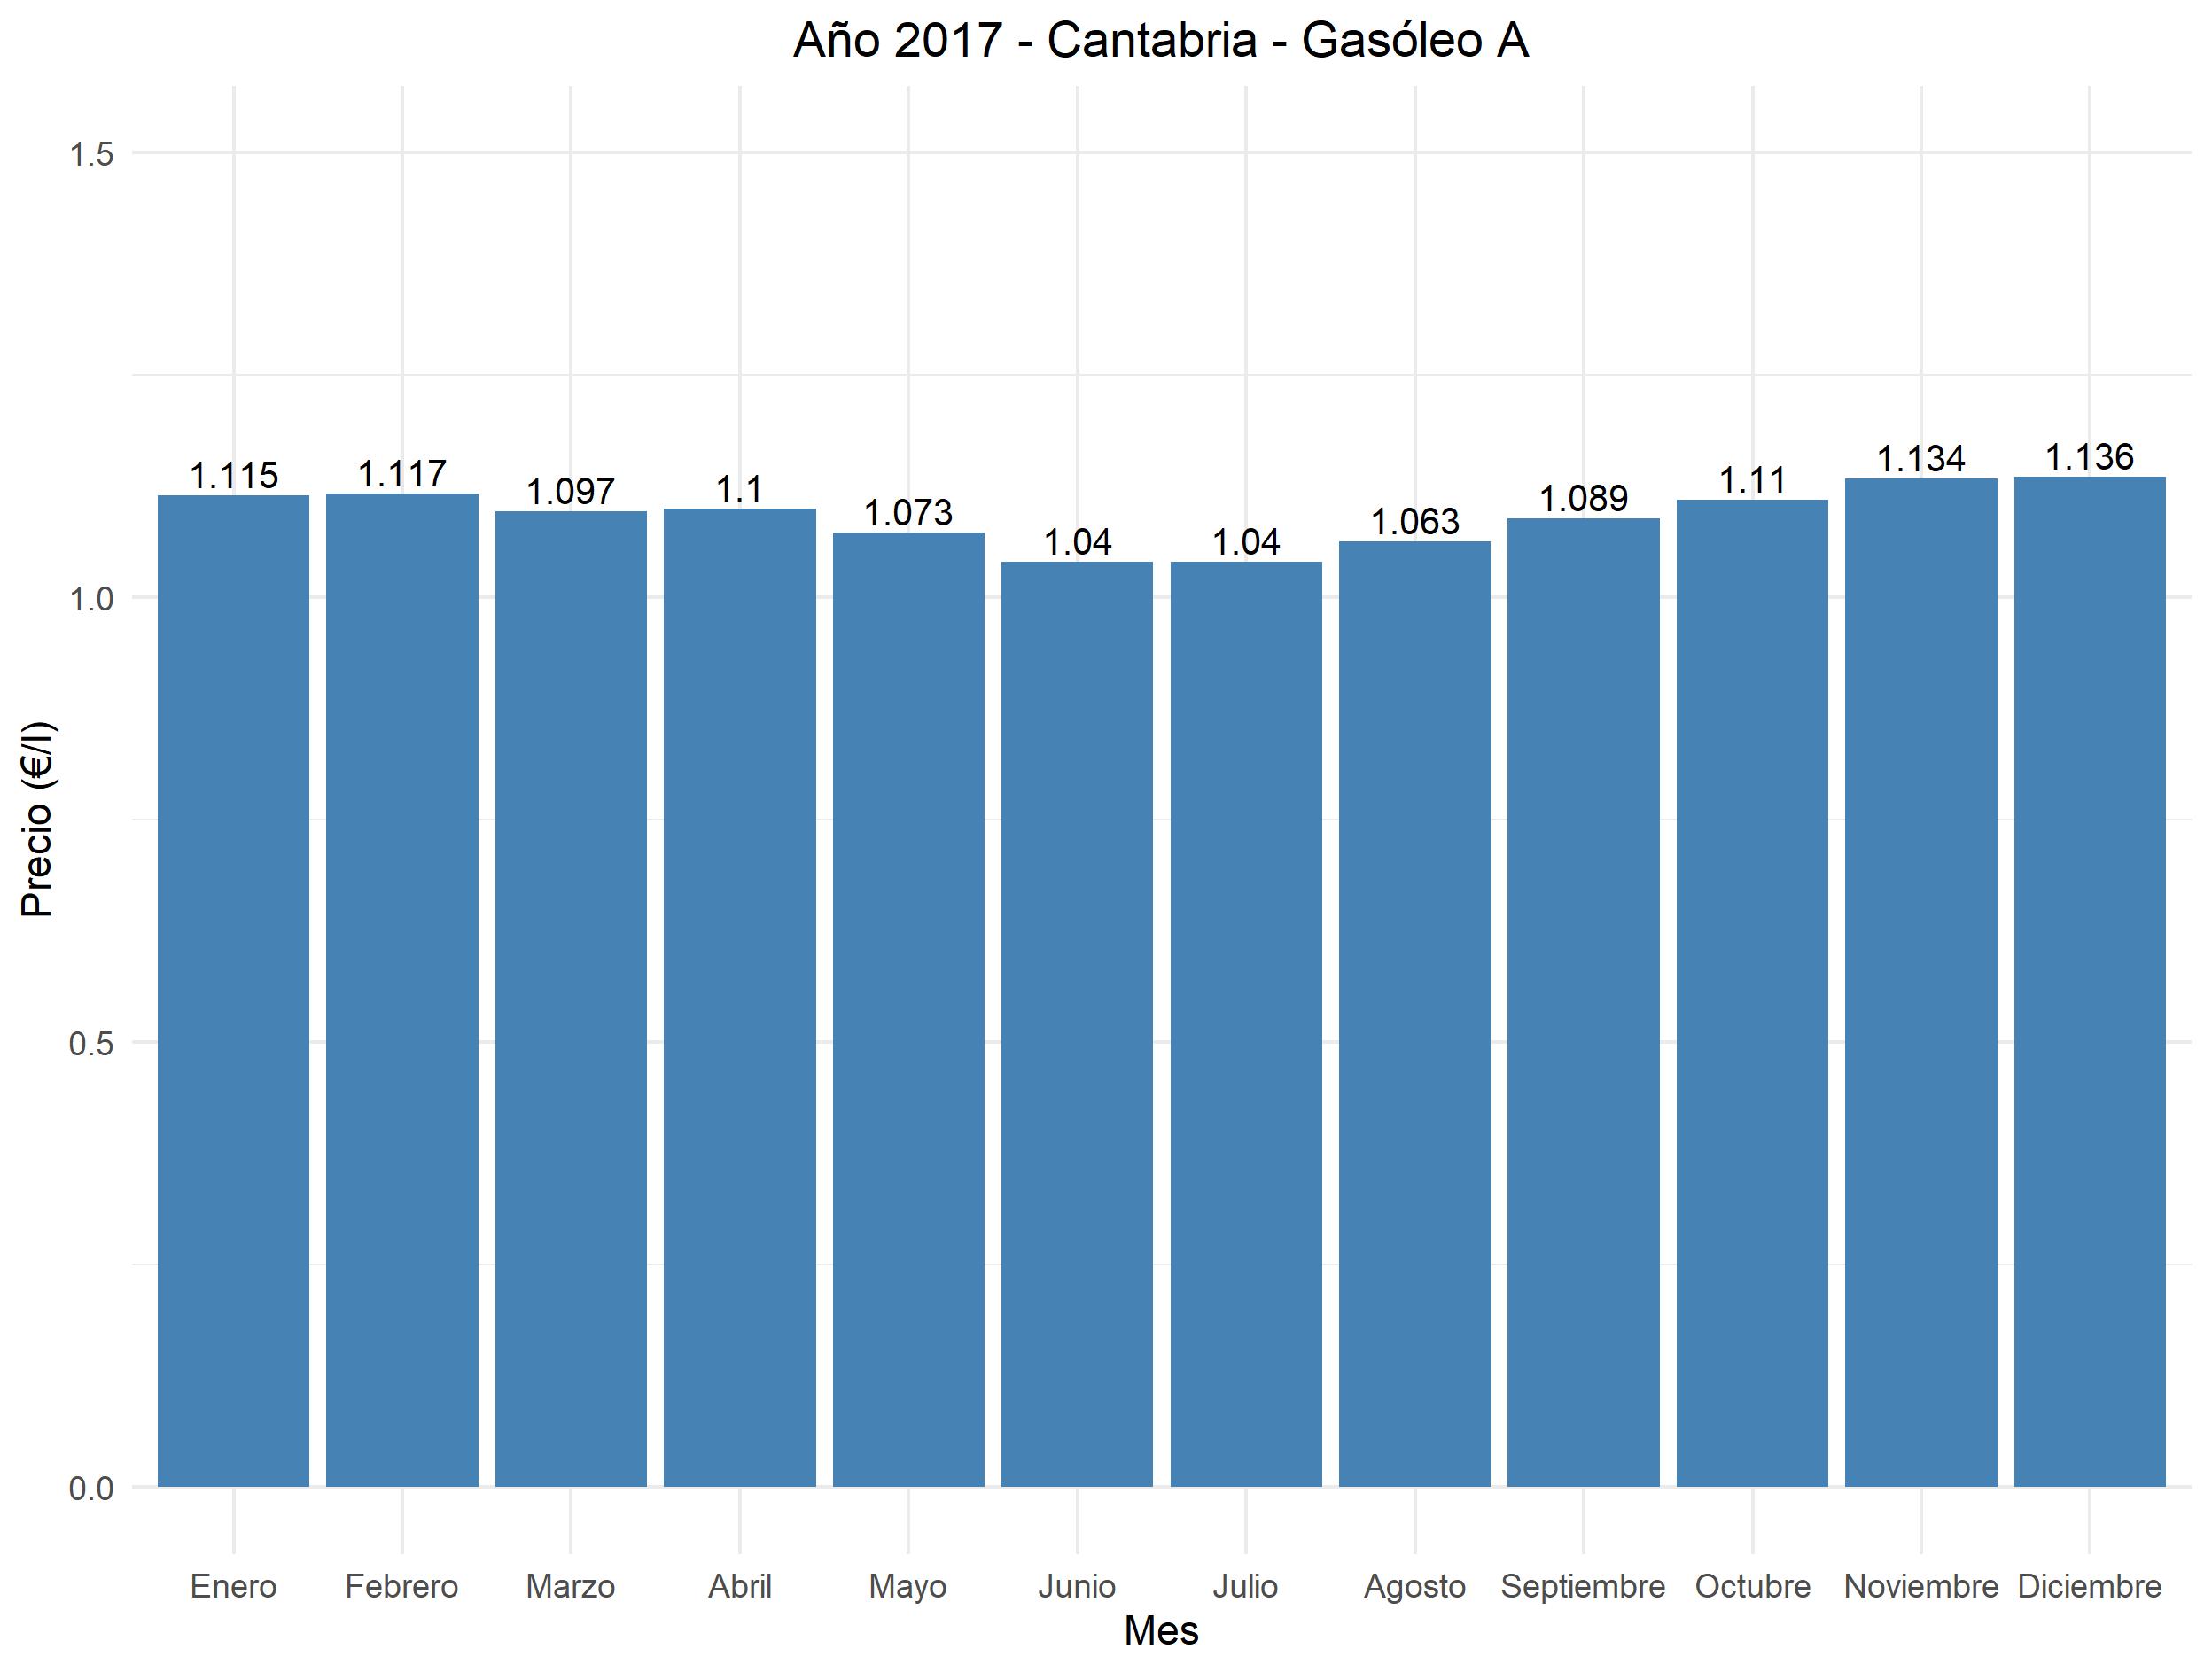 Año 2017 - Cantabria - Gasóleo A
1.5
1.0
0.5
0.0
Precio (€/l)
1.115
1.117
1.097
1.1
1.073
1.04
1.04
1.063
1.089
1.11
1.134
1.136
Enero
Febrero
Marzo
Abril
Mayo
Junio
Julio
Agosto
Septiembre
Octubre
Noviembre
Diciembre
Mes